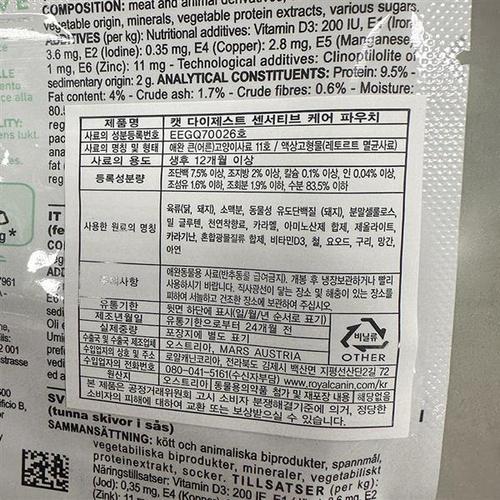 COMPOSITION: meat and animal derivatives,
vegetable origin, minerals, vegetable protein extracts, various sugars.
ADDITIVES (per kg): Nutritional additives: Vitamin D3: 200 IU, E1 (Iron):
3.6 mg, E2 (Iodine): 0.35 mg, E4 (Copper): 2.8 mg, E5 (Manganese):
1 mg, E6 (Zinc): 11 mg - Technological additives: Clinoptilolite of
sedimentary origin: 2 g. ANALYTICAL CONSTITUENTS: Protein: 9.5% -
Fat content: 4% - Crude ash: 1.7% - Crude fibres: 0.6% - Moisture:
80.
제품명 캣 다이제스트 센서티브 케어 파우치
사료의 성분등록번호 EEGQ70026호
사료의 명칭 및 형태 애완 큰(어른)고양이사료 11호 / 액상고형물(레토르트 멸균사료)
사료의 용도 생후 12개월 이상
등록성분량 조단백 7.5% 이상, 조지방 2% 이상, 칼슘 0.1% 이상, 인 0.04% 이상,
조섬유 1.6% 이하, 조회분 1.9% 이하, 수분 83.5% 이하
사용한 원료의 명칭 육류(닭, 돼지), 소맥분, 동물성 유도단백질 (돼지), 분말셀룰로스,
밀 글루텐, 천연착향료, 카라멜, 아미노산제 합제, 제올라이트,
카라기난, 혼합광물질류 합제, 비타민D3, 철, 요오드, 구리, 망간,
아연
주의사항 애완동물용 사료(반추동물 급여금지). 개봉 후 냉장보관하거나 빨리
사용하시기 바랍니다. 직사광선이 닿는 장소 및 해충이 있는 장소를
피하여 서늘하고 건조한 장소에 보관하여 주십시오.
유통기한 뒷면 하단에 표시(일/월/년 순서로 표기)
제조년월일 유통기한으로부터 24개월 전
실제중량 포장지에 별도 표기
수출국 및 수출국 제조업체 오스트리아, MARS AUSTRIA
수입업자의 상호 및 주소 로얄캐닌코리아, 전라북도 김제시 백산면 지평선산단2길 72
수입업자의 전화번호 080-041-5161(수신자부담) www.royalcanin.com/kr
원산지 오스트리아 동물용의약품 첨가 및 재포장 내용 해당없음
본 제품은 공정거래위원회 고시 소비자 분쟁해결기준에 의거, 정당한
소비자의 피해에 대하여 교환 또는 보상받으실 수 있습니다.
비닐류
OTHER
(tunna skivor i sås)
SAMMANSÄTTNING: kött och animaliska biprodukter, spannmål,
vegetabiliska biprodukter, mineraler, vegetabiliskt
proteinextrakt, socker. TILLSATSER (per kg):
Näringstillsatser: Vitamin D3: 200 IE, E1
(Jod): 0,35 mg, E4
(Zink): 11